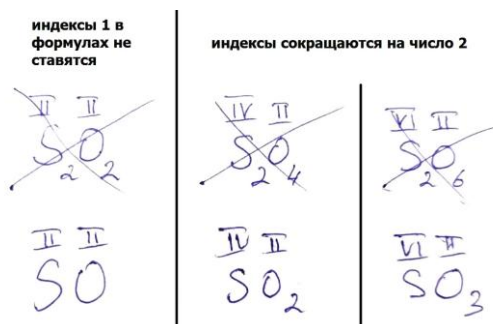 индексы 1 в
формулах не
ставятся
II II
S₂O₂
II II
SO
индексы сокращаются на число 2
IV II
S₂O₄
IV II
SO₂
VI II
S₂O₆
VI II
SO₃